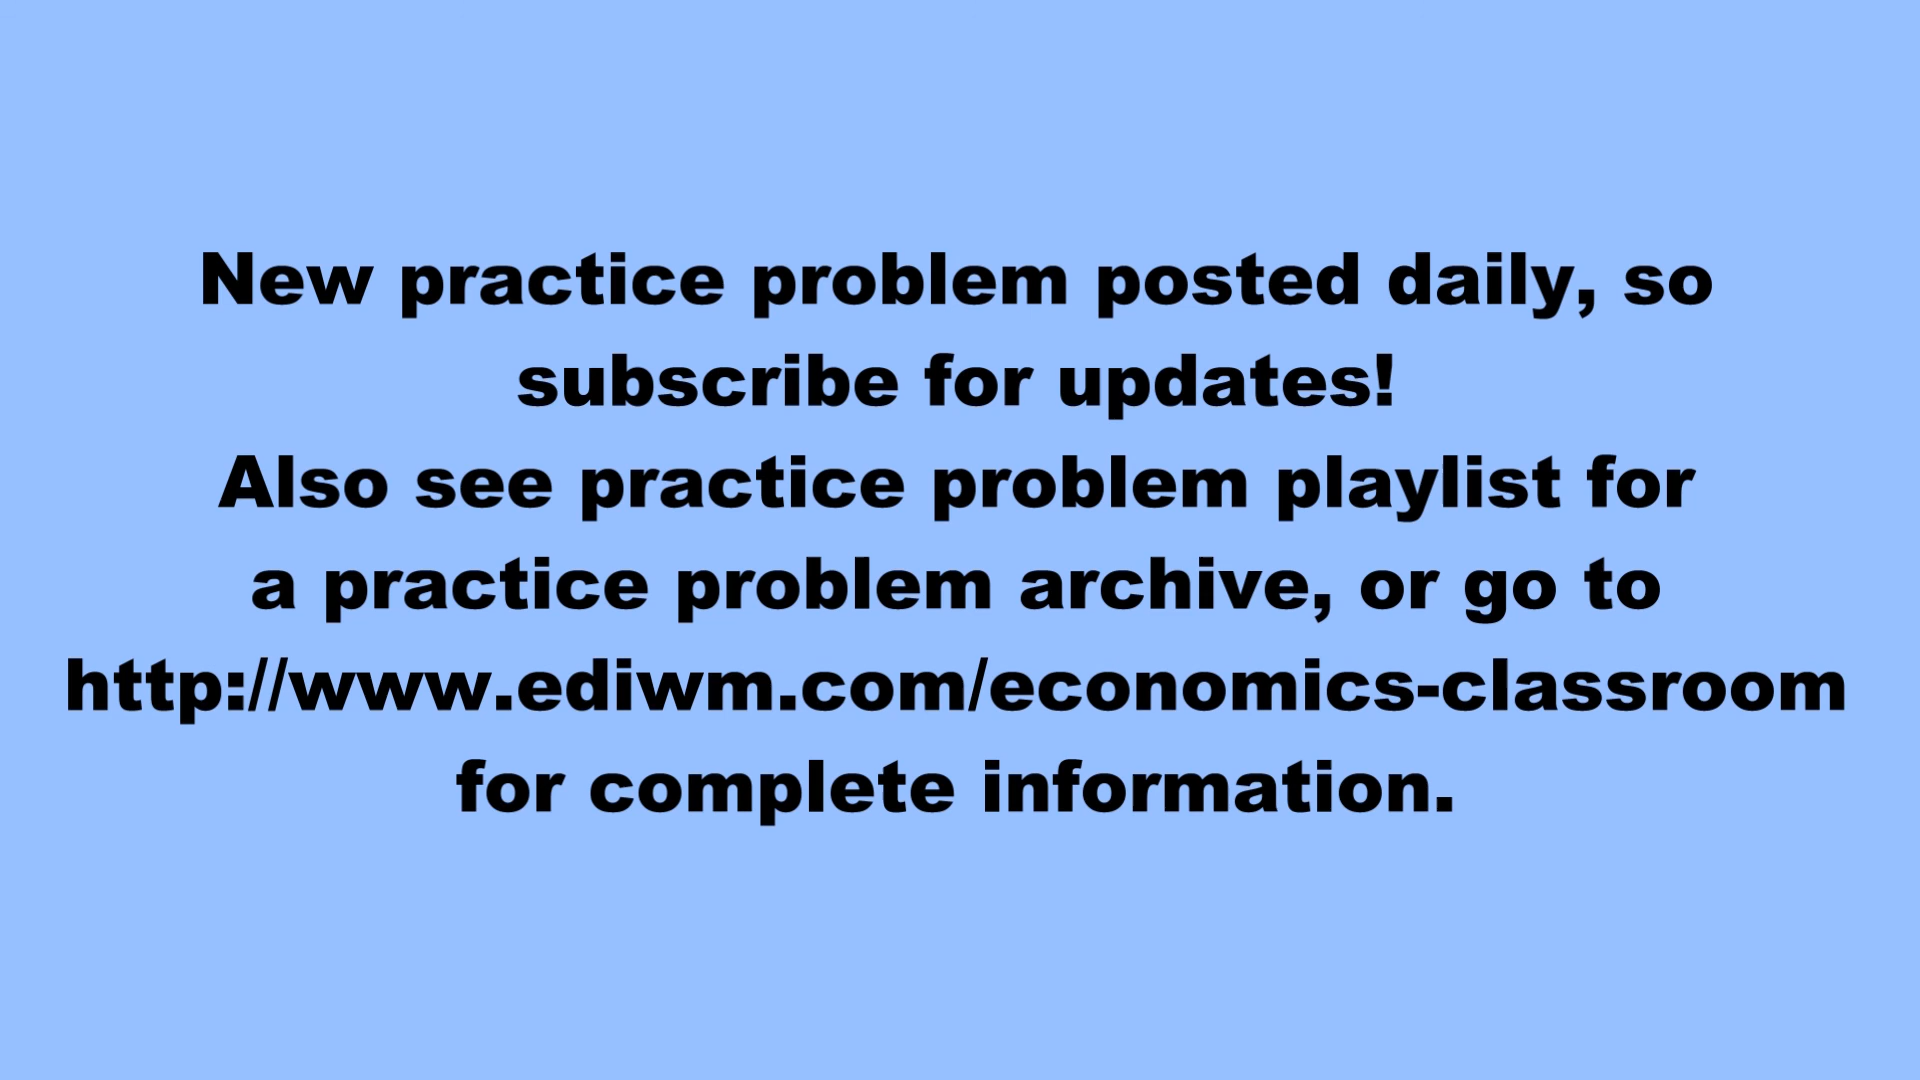 New practice problem posted daily, so
subscribe for updates!
Also see practice problem playlist for
a practice problem archive, or go to
http://www.ediwm.com/economics-classroom
for complete information.